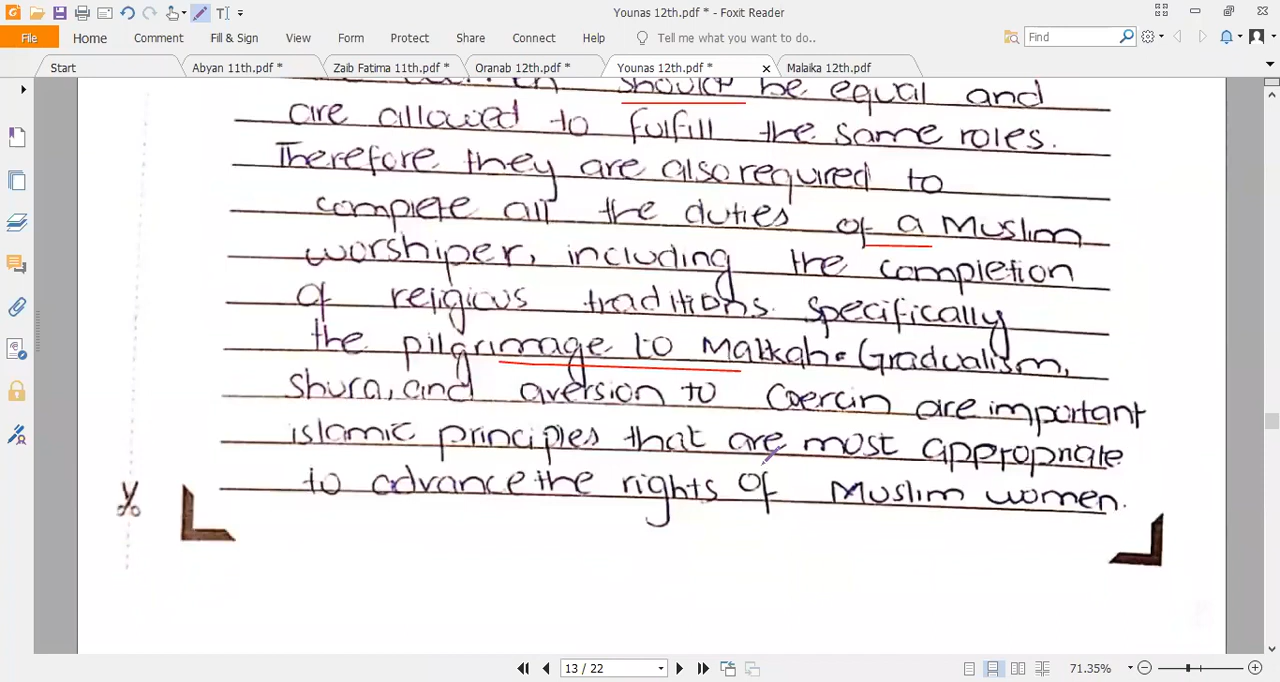 Younas 12th.pdf * - Foxit Reader
File Home Comment Fill & Sign View Form Protect Share Connect Help Tell me what you want to do.. Find
Start Abyan 11th.pdf * Zaib Fatima 11th.pdf * Oranab 12th.pdf * Younas 12th.pdf * Malaika 12th.pdf
should be equal and
are allowed to fulfill the same roles.
Therefore they are also required to
complete all the duties of a Muslim
worshiper, including the completion
of religious traditions. Specifically
the pilgrimage to Makkah. Gradualism,
Shura, and aversion to Coercin are important
islamic principles that are most appropriate
to advance the rights of Muslim women.
13 / 22 71.35%